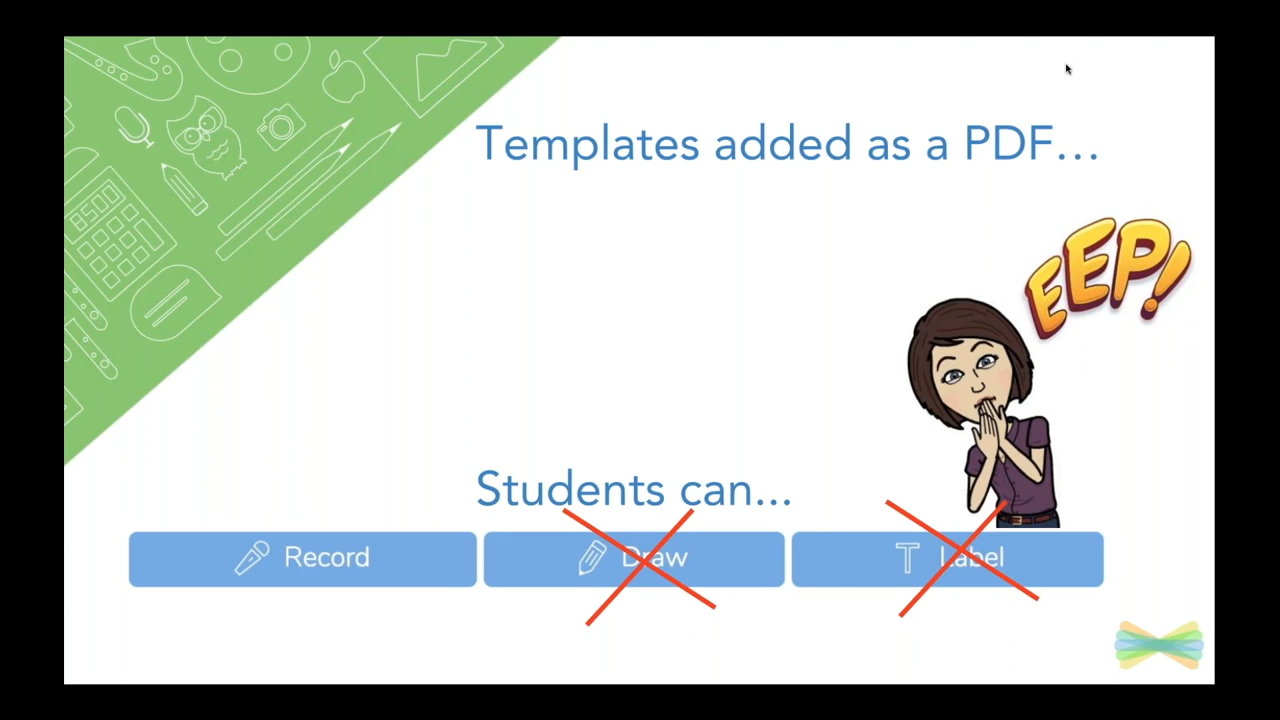 Templates added as a PDF...
EEP!
Students can...
Record
Draw
Label